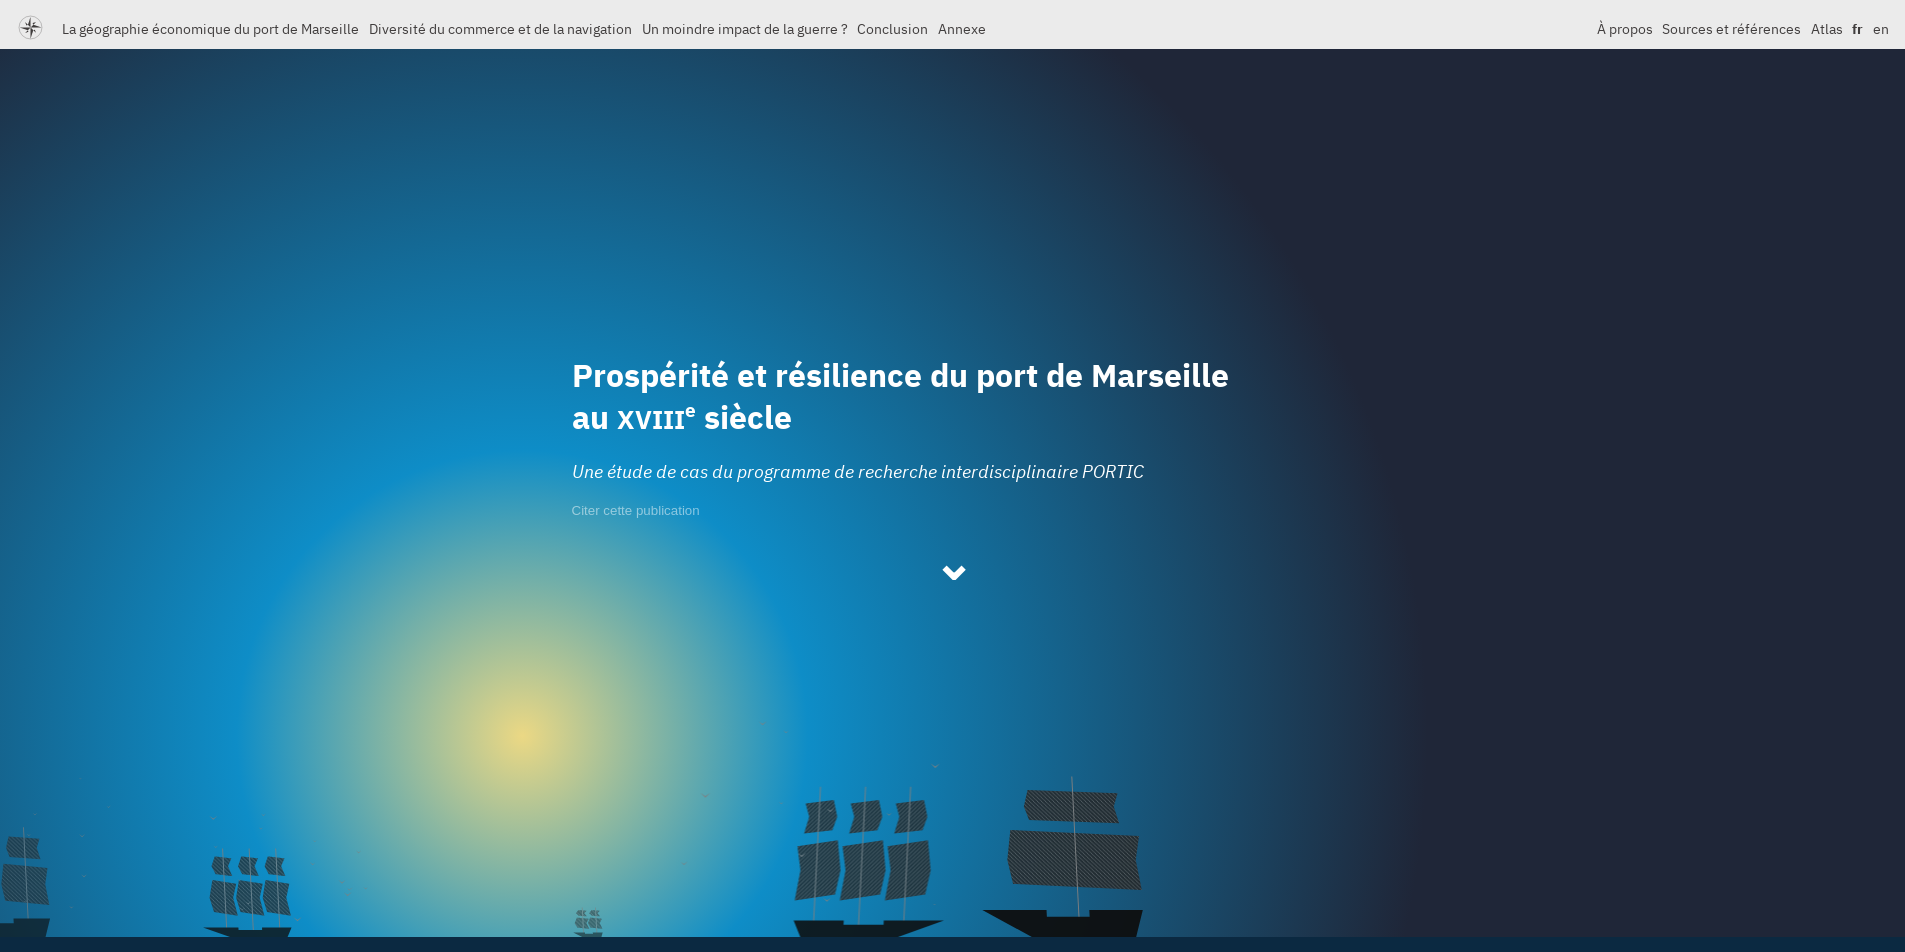 La géographie économique du port de Marseille Diversité du commerce et de la navigation Un moindre impact de la guerre ? Conclusion Annexe À propos Sources et références Atlas fr en
Prospérité et résilience du port de Marseille
au XVIIIe siècle
Une étude de cas du programme de recherche interdisciplinaire PORTIC
Citer cette publication